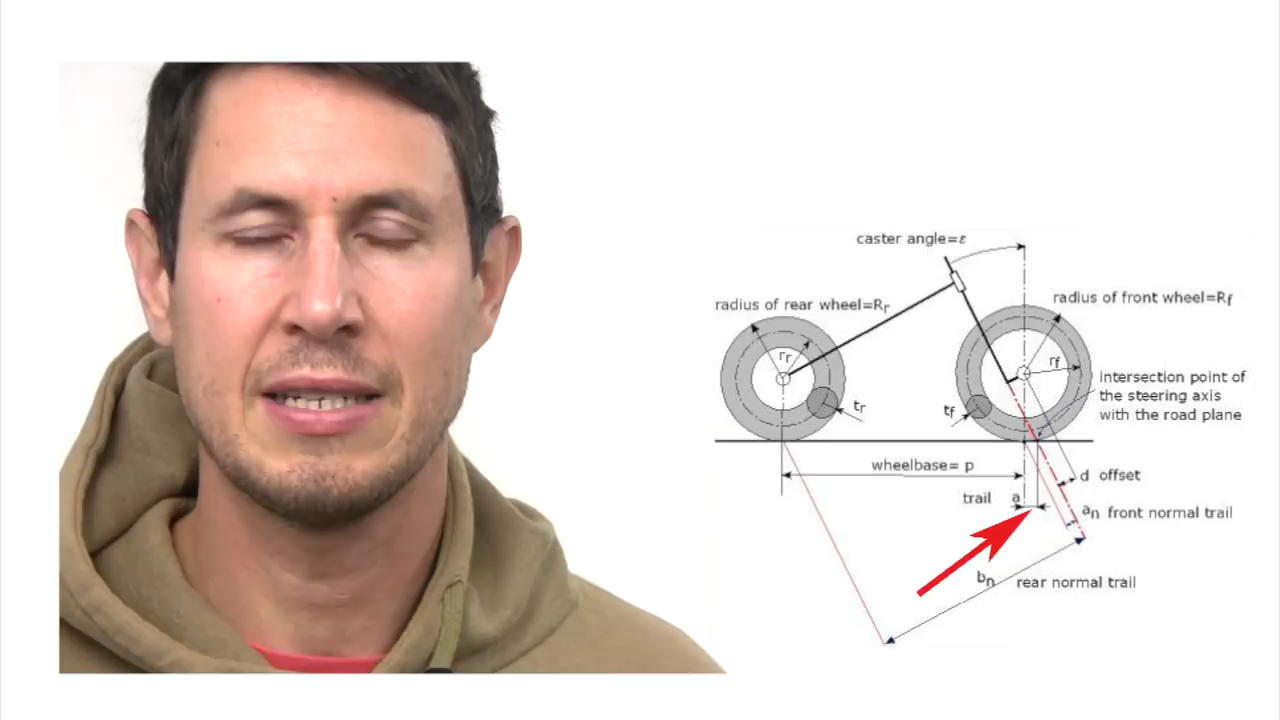 caster angle=ε
radius of rear wheel=Rr
radius of front wheel=Rf
rr
rf
tr
tf
intersection point of
the steering axis
with the road plane
wheelbase= p
d offset
trail a
an front normal trail
bn rear normal trail